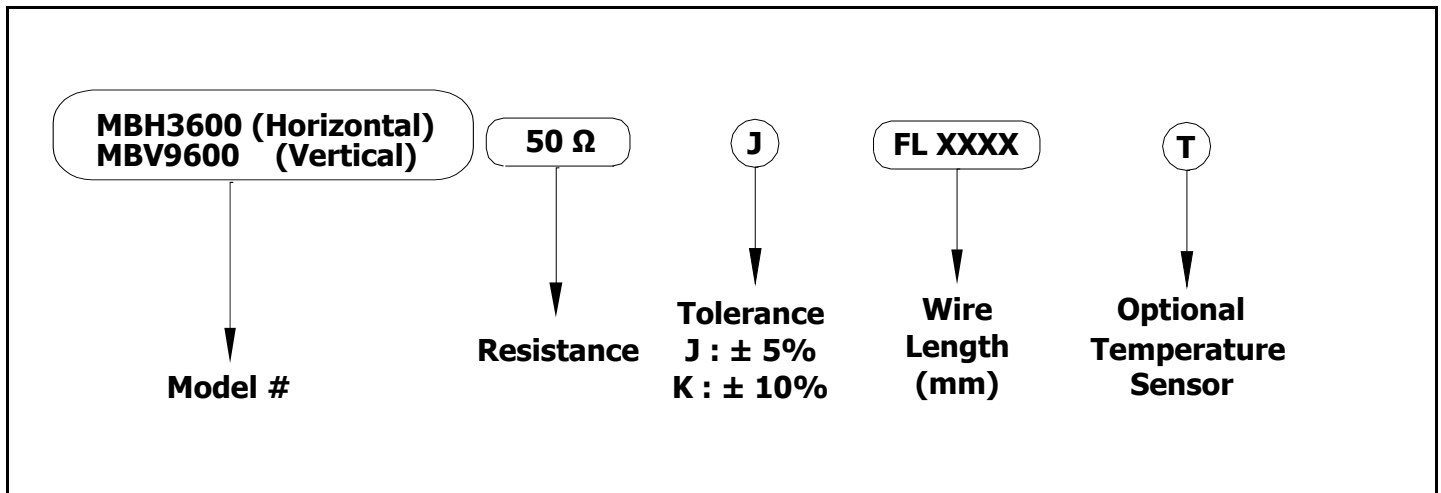 MBH3600 (Horizontal)
MBV9600 (Vertical)
50 Ω
J
FL XXXX
T
Model #
Resistance
Tolerance
J : ± 5%
K : ± 10%
Wire
Length
(mm)
Optional
Temperature
Sensor